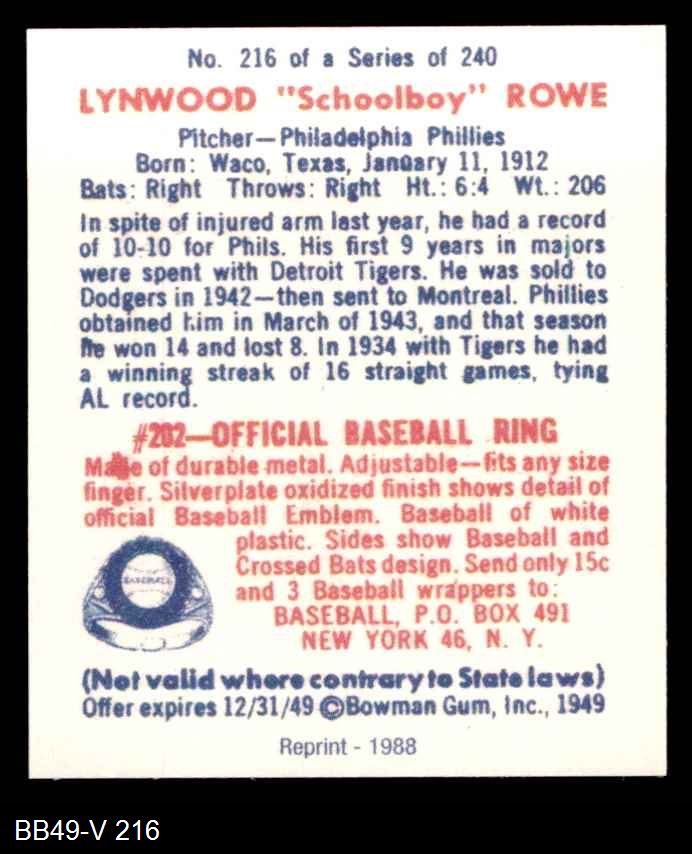 No. 216 of a Series of 240
LYNWOOD "Schoolboy" ROWE
Pitcher—Philadelphia Phillies
Born: Waco, Texas, January 11, 1912
Bats: Right Throws: Right Ht.: 6:4 Wt.: 206
In spite of injured arm last year, he had a record
of 10-10 for Phils. His first 9 years in majors
were spent with Detroit Tigers. He was sold to
Dodgers in 1942—then sent to Montreal. Phillies
obtained him in March of 1943, and that season
he won 14 and lost 8. In 1934 with Tigers he had
a winning streak of 16 straight games, tying
AL record.
#202—OFFICIAL BASEBALL RING
Made of durable metal. Adjustable—fits any size
finger. Silverplate oxidized finish shows detail of
official Baseball Emblem. Baseball of white
plastic. Sides show Baseball and
Crossed Bats design. Send only 15c
and 3 Baseball wrappers to:
BASEBALL, P.O. BOX 491
NEW YORK 46, N. Y.
BASEBALL
(Not valid where contrary to State laws)
Offer expires 12/31/49 ©Bowman Gum, Inc., 1949
Reprint - 1988
BB49-V 216